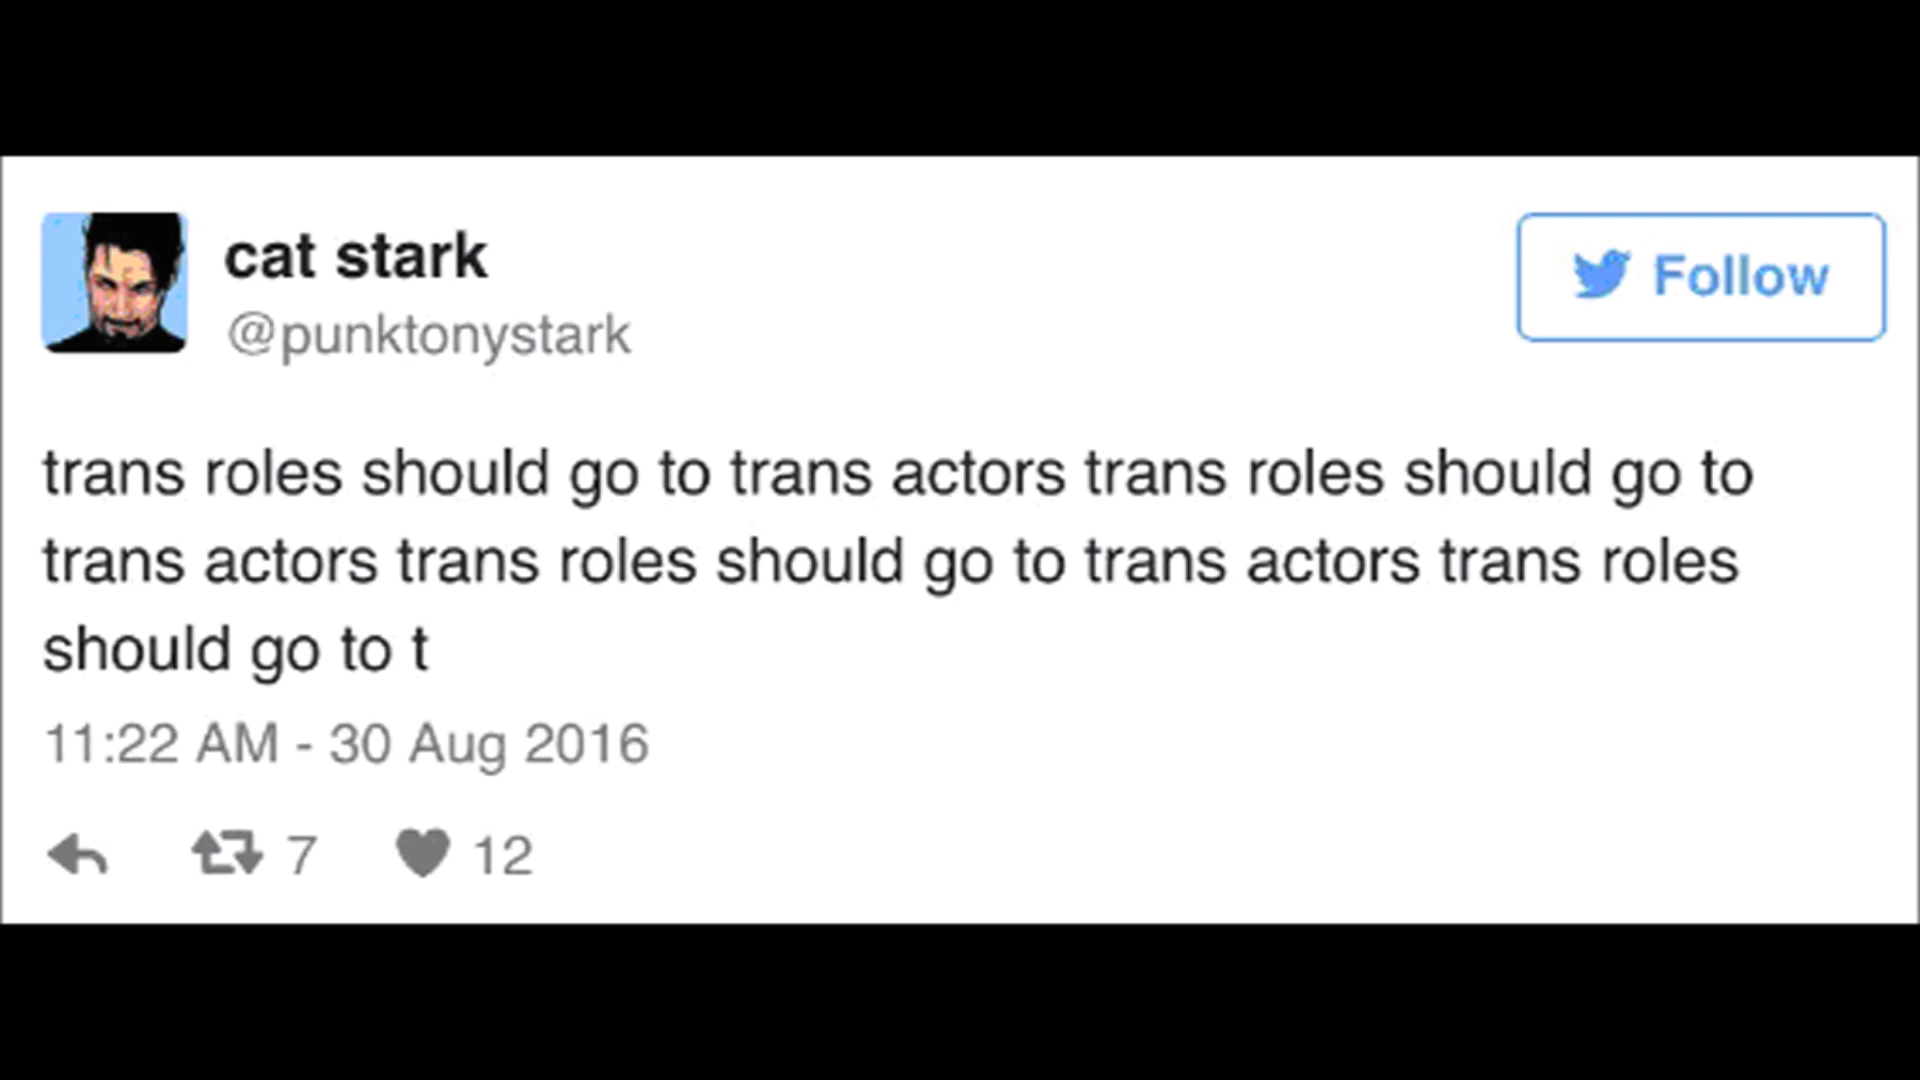 cat stark
@punktonystark
Follow
trans roles should go to trans actors trans roles should go to
trans actors trans roles should go to trans actors trans roles
should go to t
11:22 AM - 30 Aug 2016
7 12